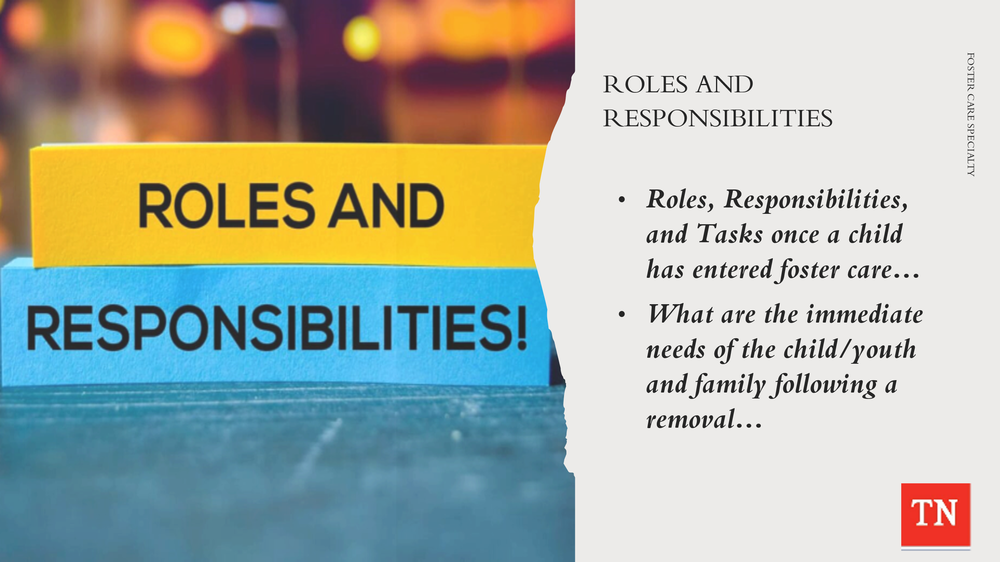 ROLES AND
RESPONSIBILITIES!
ROLES AND
RESPONSIBILITIES
FOSTER CARE SPECIALTY
• Roles, Responsibilities,
and Tasks once a child
has entered foster care…
• What are the immediate
needs of the child/youth
and family following a
removal…
TN